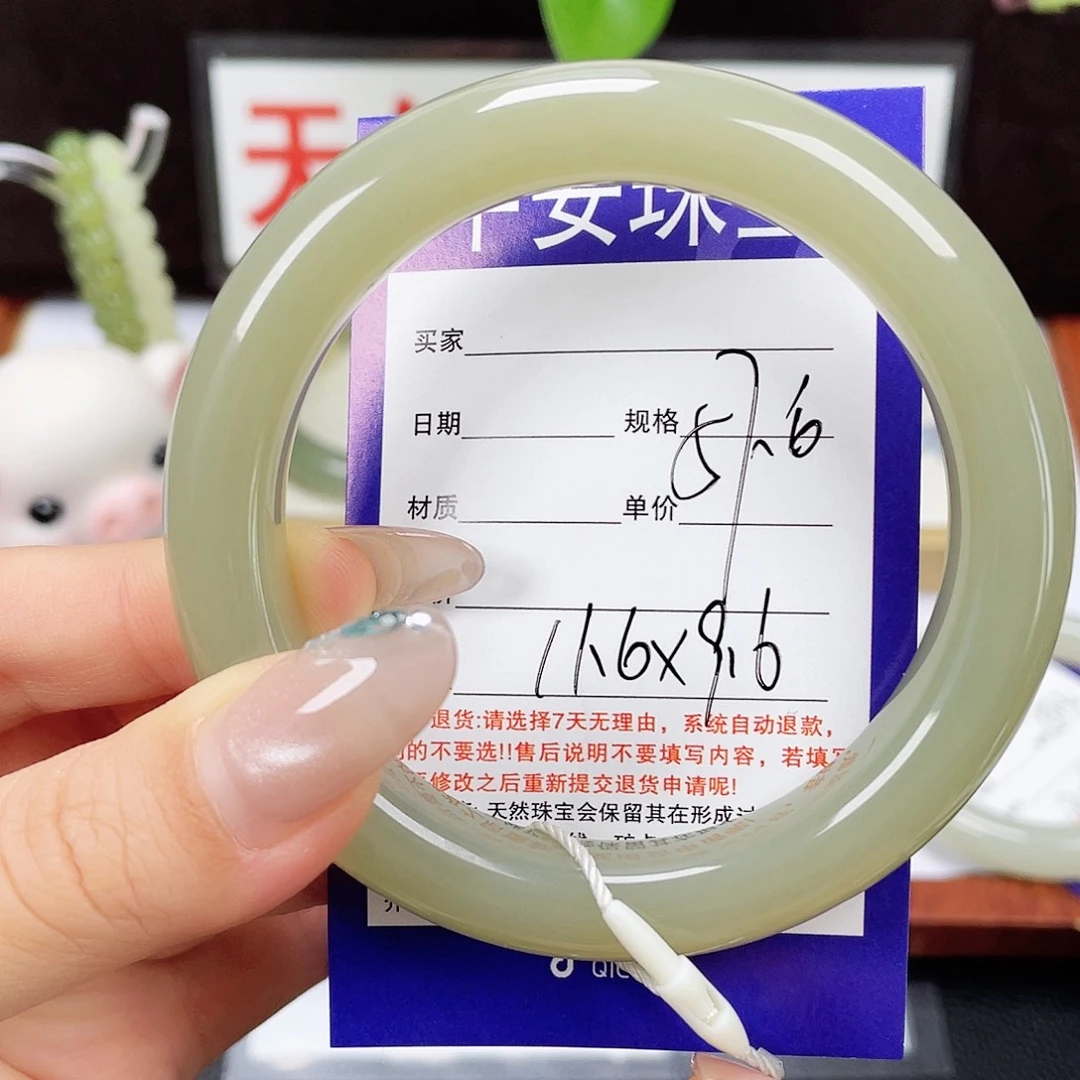 天
安珠
买家
日期 规格 57.6
材质 单价
11.6x9.6
退货:请选择7天无理由，系统自动退款，
的不要选!!售后说明不要填写内容，若填写
修改之后重新提交退货申请呢!
天然珠宝会保留其在形成过